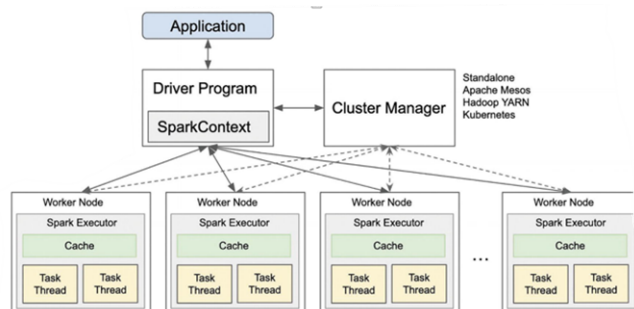 Application
Driver Program
SparkContext
Cluster Manager
Standalone
Apache Mesos
Hadoop YARN
Kubernetes
Worker Node
Spark Executor
Cache
Task
Thread
Task
Thread
Worker Node
Spark Executor
Cache
Task
Thread
Task
Thread
Worker Node
Spark Executor
Cache
Task
Thread
Task
Thread
...
Worker Node
Spark Executor
Cache
Task
Thread
Task
Thread